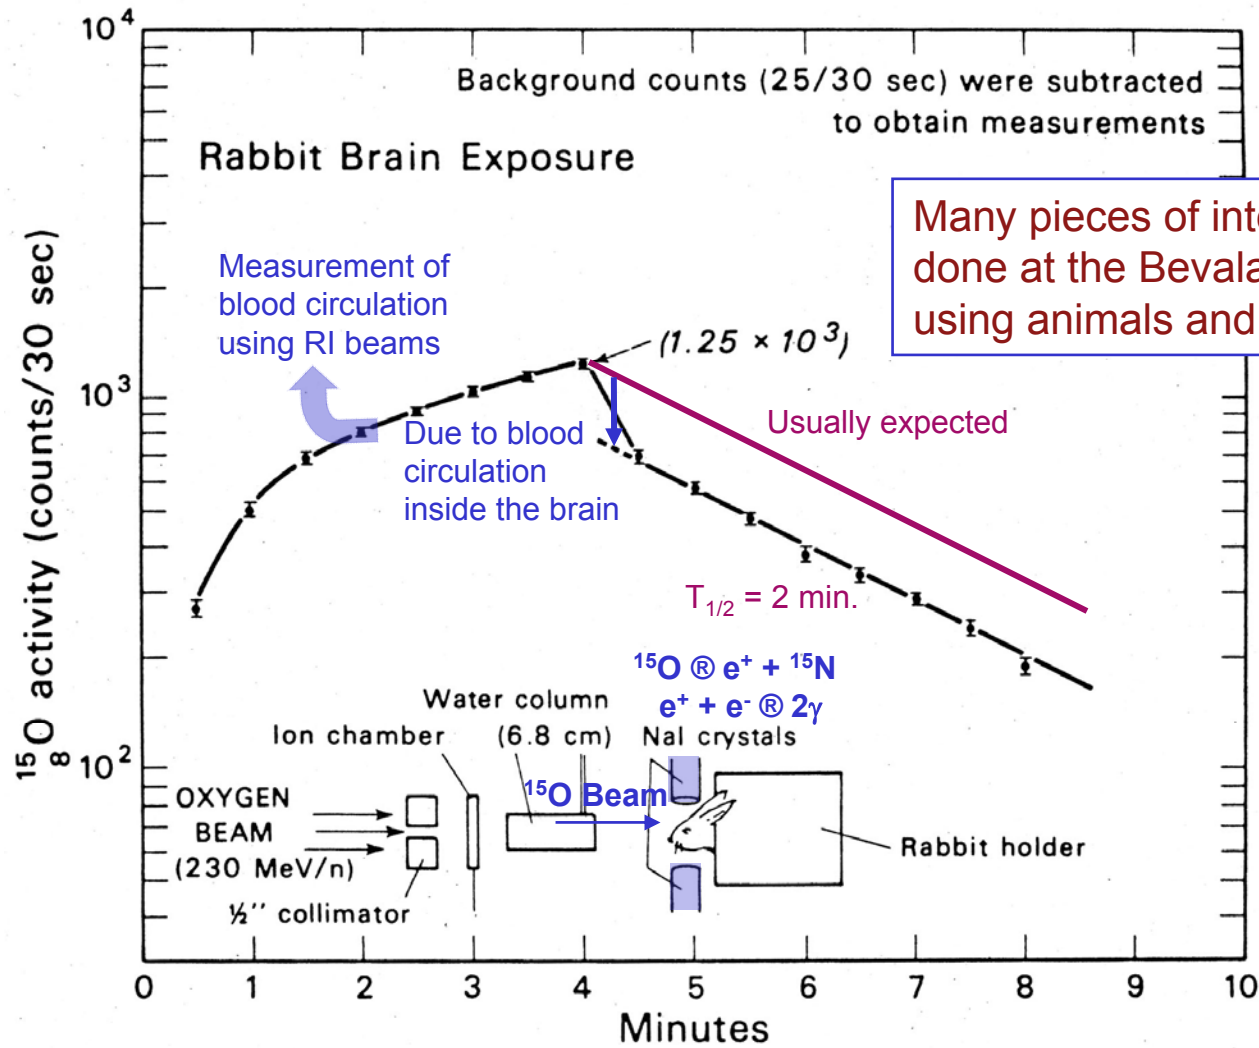 10⁴
Background counts (25/30 sec) were subtracted
to obtain measurements
Rabbit Brain Exposure
Many pieces of
done at the
using animals and
Measurement of
blood circulation
using RI beams
(1.25 × 10³)
10³
Usually expected
Due to blood
circulation
inside the brain
T₁/₂ = 2 min.
¹⁵O ® e⁺ + ¹⁵N
e⁺ + e⁻ ® 2γ
Water column
(6.8 cm)
Ion chamber
NaI crystals
10²
¹⁵O Beam
OXYGEN
BEAM
(230 MeV/n)
½'' collimator
Rabbit holder
¹⁵₈O activity (counts/30 sec)
0 1 2 3 4 5 6 7 8 9 10
Minutes